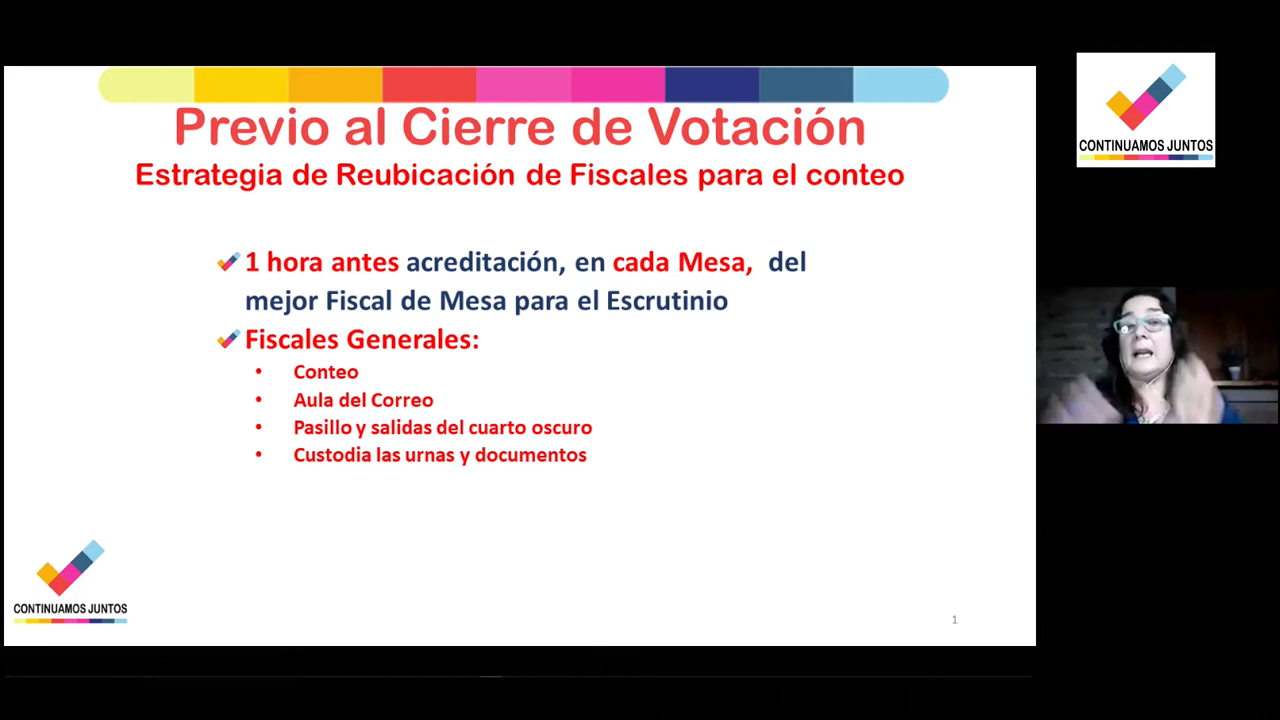 Previo al Cierre de Votación
Estrategia de Reubicación de Fiscales para el conteo
1 hora antes acreditación, en cada Mesa, del
mejor Fiscal de Mesa para el Escrutinio
Fiscales Generales:
• Conteo
• Aula del Correo
• Pasillo y salidas del cuarto oscuro
• Custodia las urnas y documentos
CONTINUAMOS JUNTOS
1
CONTINUAMOS JUNTOS